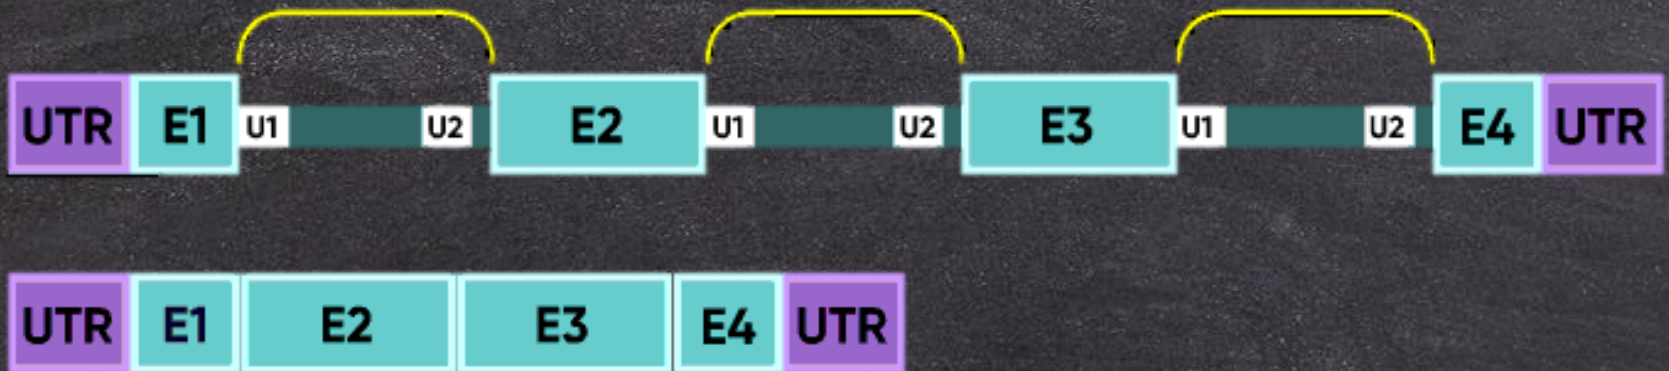 UTR E1 U1 U2 E2 U1 U2 E3 U1 U2 E4 UTR
UTR E1 E2 E3 E4 UTR